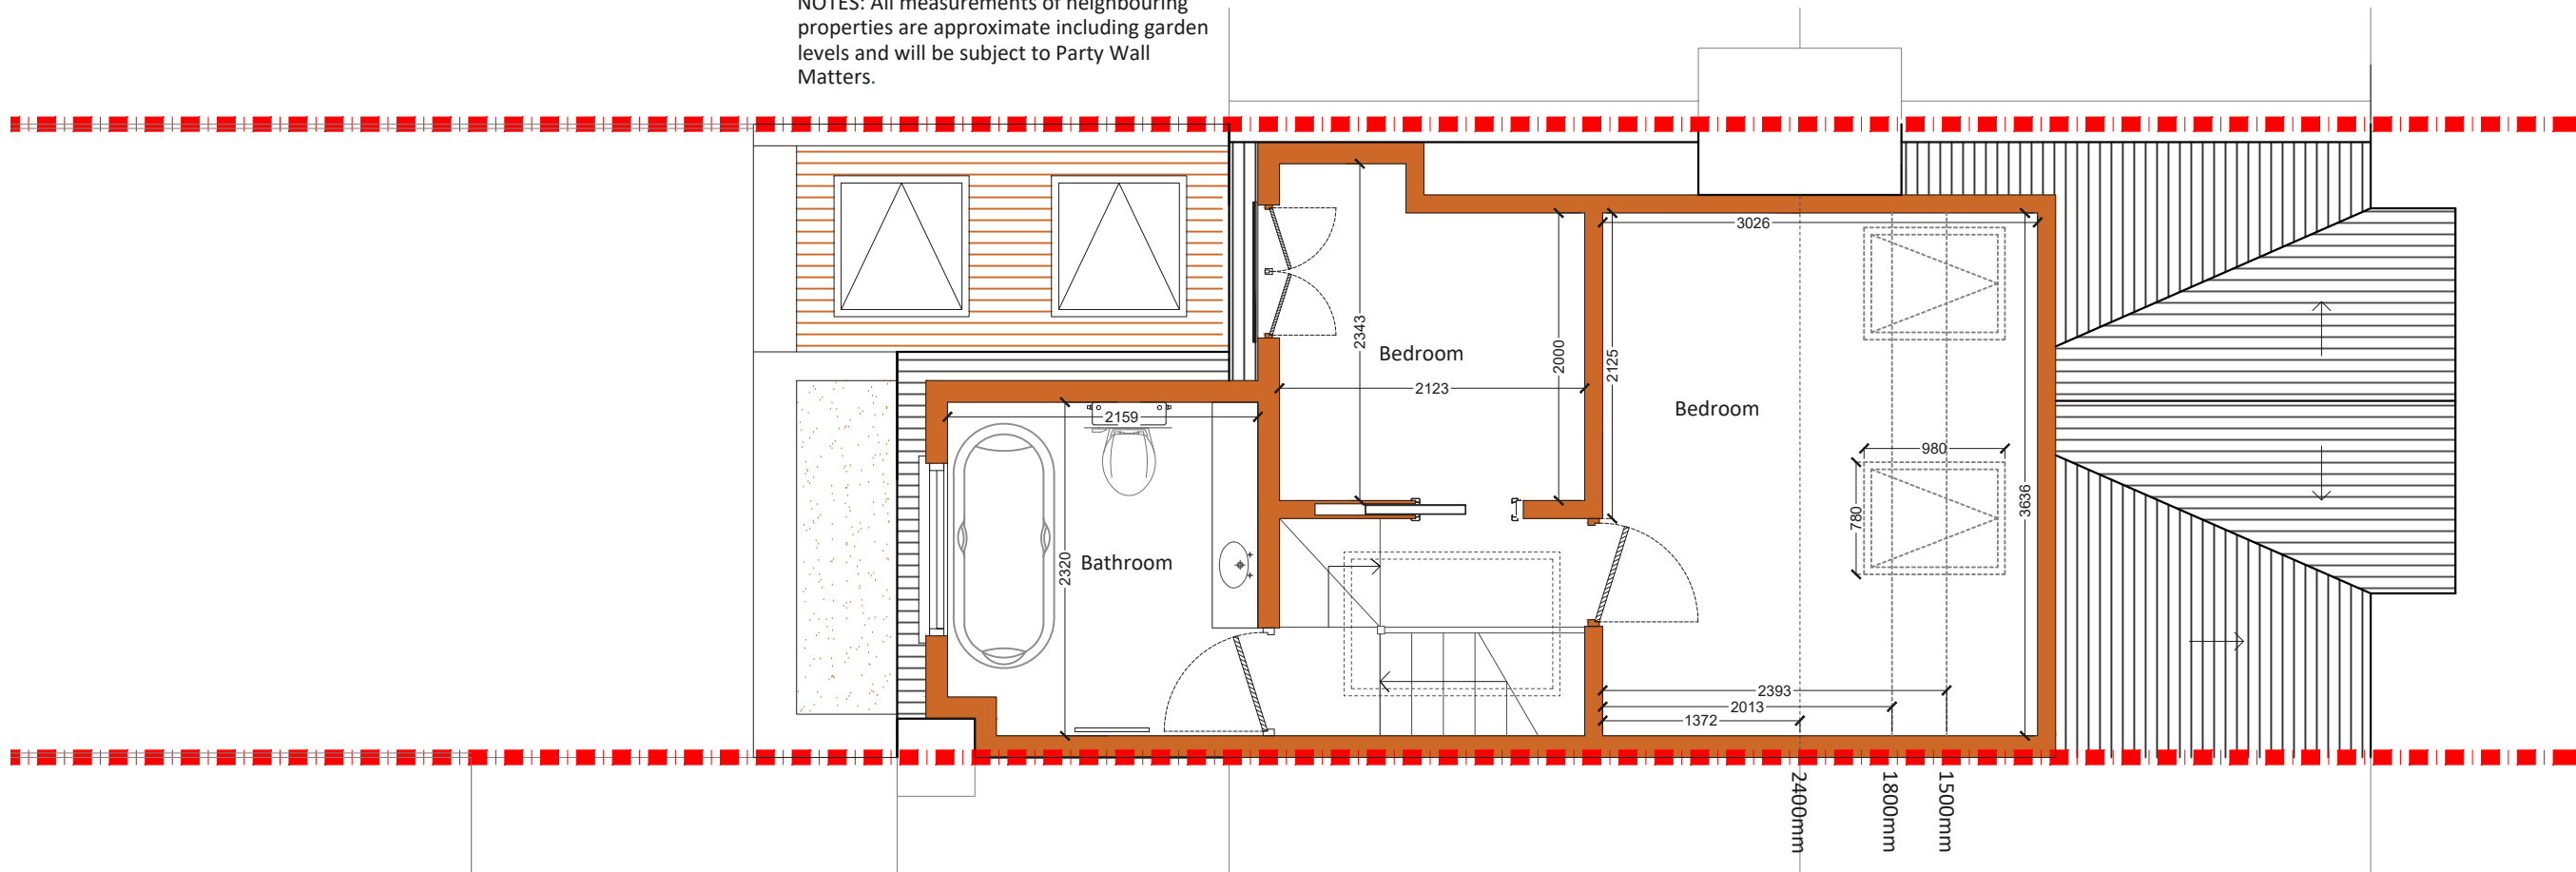 NOTES: All measurements of neighbouring
properties are approximate including garden
levels and will be subject to Party Wall
Matters.
3026
2343
Bedroom
2000
2125
2123
Bedroom
2159
980
780
3636
2320
Bathroom
2393
2013
1372
2400mm
1800mm
1500mm